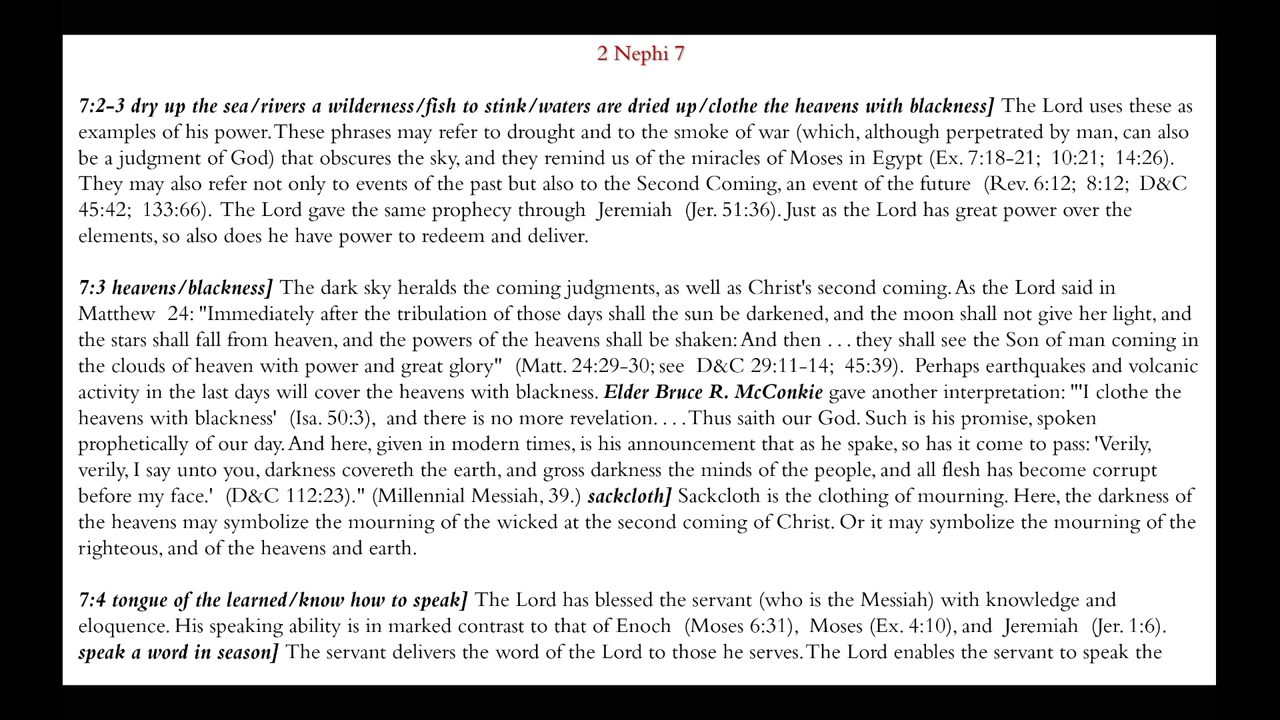 2 Nephi 7
7:2-3 dry up the sea/rivers a wilderness/fish to stink/waters are dried up/clothe the heavens with blackness] The Lord uses these as
examples of his power. These phrases may refer to drought and to the smoke of war (which, although perpetrated by man, can also
be a judgment of God) that obscures the sky, and they remind us of the miracles of Moses in Egypt (Ex. 7:18-21; 10:21; 14:26).
They may also refer not only to events of the past but also to the Second Coming, an event of the future (Rev. 6:12; 8:12; D&C
45:42; 133:66). The Lord gave the same prophecy through Jeremiah (Jer. 51:36). Just as the Lord has great power over the
elements, so also does he have power to redeem and deliver.
7:3 heavens/blackness] The dark sky heralds the coming judgments, as well as Christ's second coming. As the Lord said in
Matthew 24: "Immediately after the tribulation of those days shall the sun be darkened, and the moon shall not give her light, and
the stars shall fall from heaven, and the powers of the heavens shall be shaken: And then . . . they shall see the Son of man coming in
the clouds of heaven with power and great glory" (Matt. 24:29-30; see D&C 29:11-14; 45:39). Perhaps earthquakes and volcanic
activity in the last days will cover the heavens with blackness. Elder Bruce R. McConkie gave another interpretation: "'I clothe the
heavens with blackness' (Isa. 50:3), and there is no more revelation. . . . Thus saith our God. Such is his promise, spoken
prophetically of our day. And here, given in modern times, is his announcement that as he spake, so has it come to pass: 'Verily,
verily, I say unto you, darkness covereth the earth, and gross darkness the minds of the people, and all flesh has become corrupt
before my face.' (D&C 112:23)." (Millennial Messiah, 39.) sackcloth] Sackcloth is the clothing of mourning. Here, the darkness of
the heavens may symbolize the mourning of the wicked at the second coming of Christ. Or it may symbolize the mourning of the
righteous, and of the heavens and earth.
7:4 tongue of the learned/know how to speak] The Lord has blessed the servant (who is the Messiah) with knowledge and
eloquence. His speaking ability is in marked contrast to that of Enoch (Moses 6:31), Moses (Ex. 4:10), and Jeremiah (Jer. 1:6).
speak a word in season] The servant delivers the word of the Lord to those he serves. The Lord enables the servant to speak the